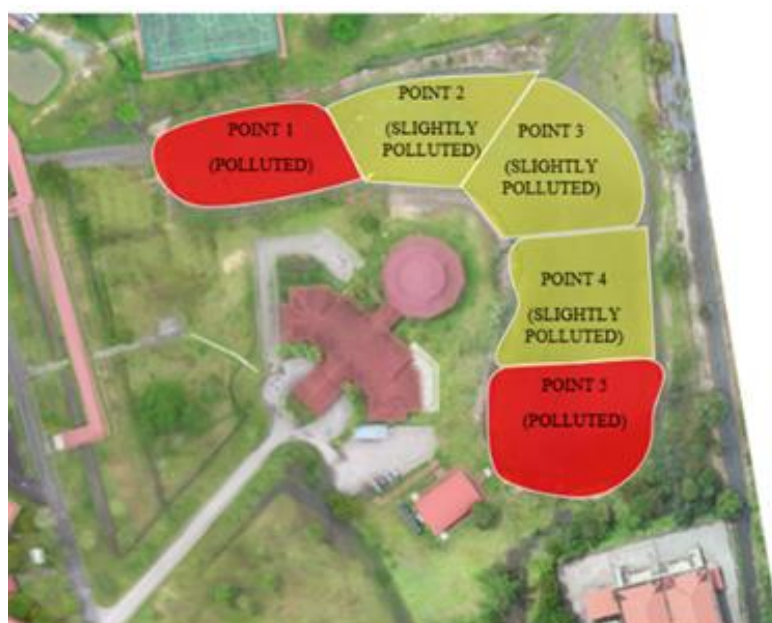 POINT 1
(POLLUTED)
POINT 2
(SLIGHTLY
POLLUTED)
POINT 3
(SLIGHTLY
POLLUTED)
POINT 4
(SLIGHTLY
POLLUTED)
POINT 5
(POLLUTED)